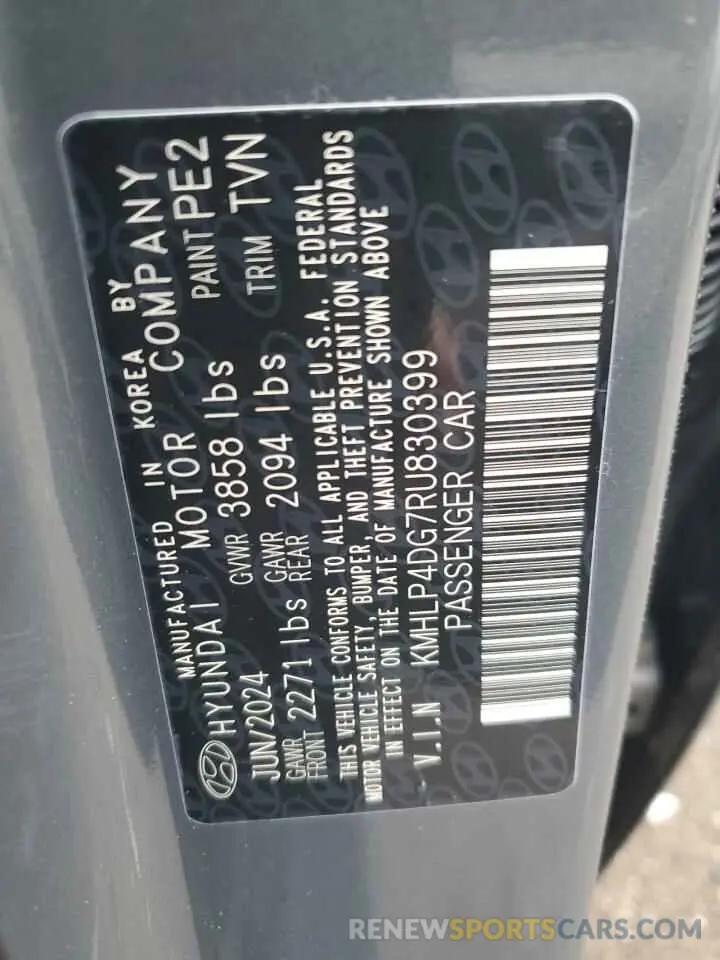 MANUFACTURED IN KOREA BY
HYUNDAI MOTOR COMPANY
JUN/2024 GVWR 3858 lbs PAINT PE2
GAWR FRONT 2271 lbs GAWR REAR 2094 lbs TRIM TVN
THIS VEHICLE CONFORMS TO ALL APPLICABLE U.S.A. FEDERAL
MOTOR VEHICLE SAFETY, BUMPER, AND THEFT PREVENTION STANDARDS
IN EFFECT ON THE DATE OF MANUFACTURE SHOWN ABOVE
V.I.N KMHLP4DG7RU830399
PASSENGER CAR
RENEWSPORTSCARS.COM